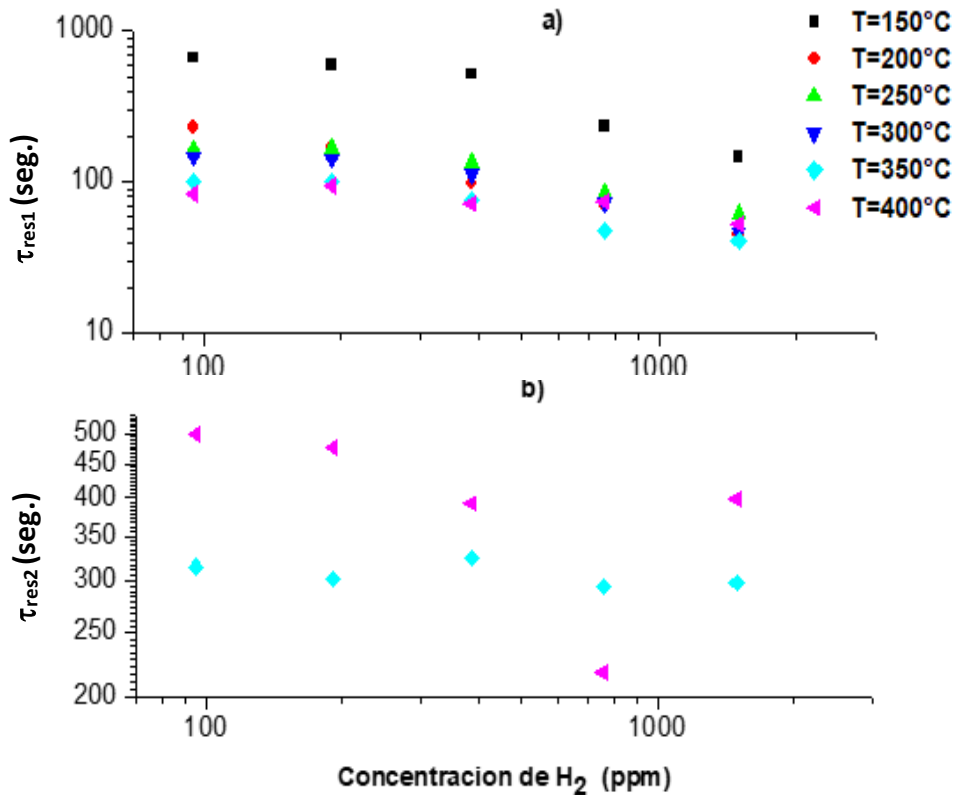 a)
T=150°C
T=200°C
T=250°C
T=300°C
T=350°C
T=400°C
1000
100
10
τres1 (seg.)
100
1000
b)
500
450
400
350
300
250
200
τres2 (seg.)
100
1000
Concentracion de H2 (ppm)